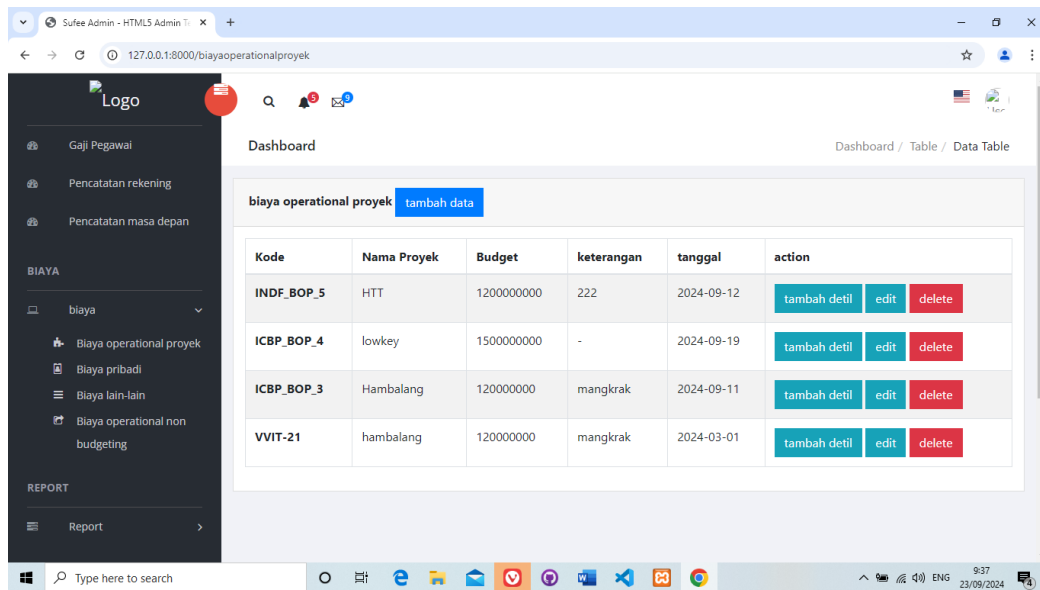 Sufee Admin - HTML5 Admin Te
127.0.0.1:8000/biayaoperationalproyek
Logo
5
9
Gaji Pegawai
Pencatatan rekening
Pencatatan masa depan
BIAYA
biaya
Biaya operational proyek
Biaya pribadi
Biaya lain-lain
Biaya operational non
budgeting
REPORT
Report
Dashboard
Dashboard / Table / Data Table
biaya operational proyek tambah data
Kode Nama Proyek Budget keterangan tanggal action
INDF_BOP_5 HTT 1200000000 222 2024-09-12 tambah detil edit delete
ICBP_BOP_4 lowkey 1500000000 - 2024-09-19 tambah detil edit delete
ICBP_BOP_3 Hambalang 120000000 mangkrak 2024-09-11 tambah detil edit delete
VVIT-21 hambalang 120000000 mangkrak 2024-03-01 tambah detil edit delete
Type here to search
ENG
9:37
23/09/2024
4